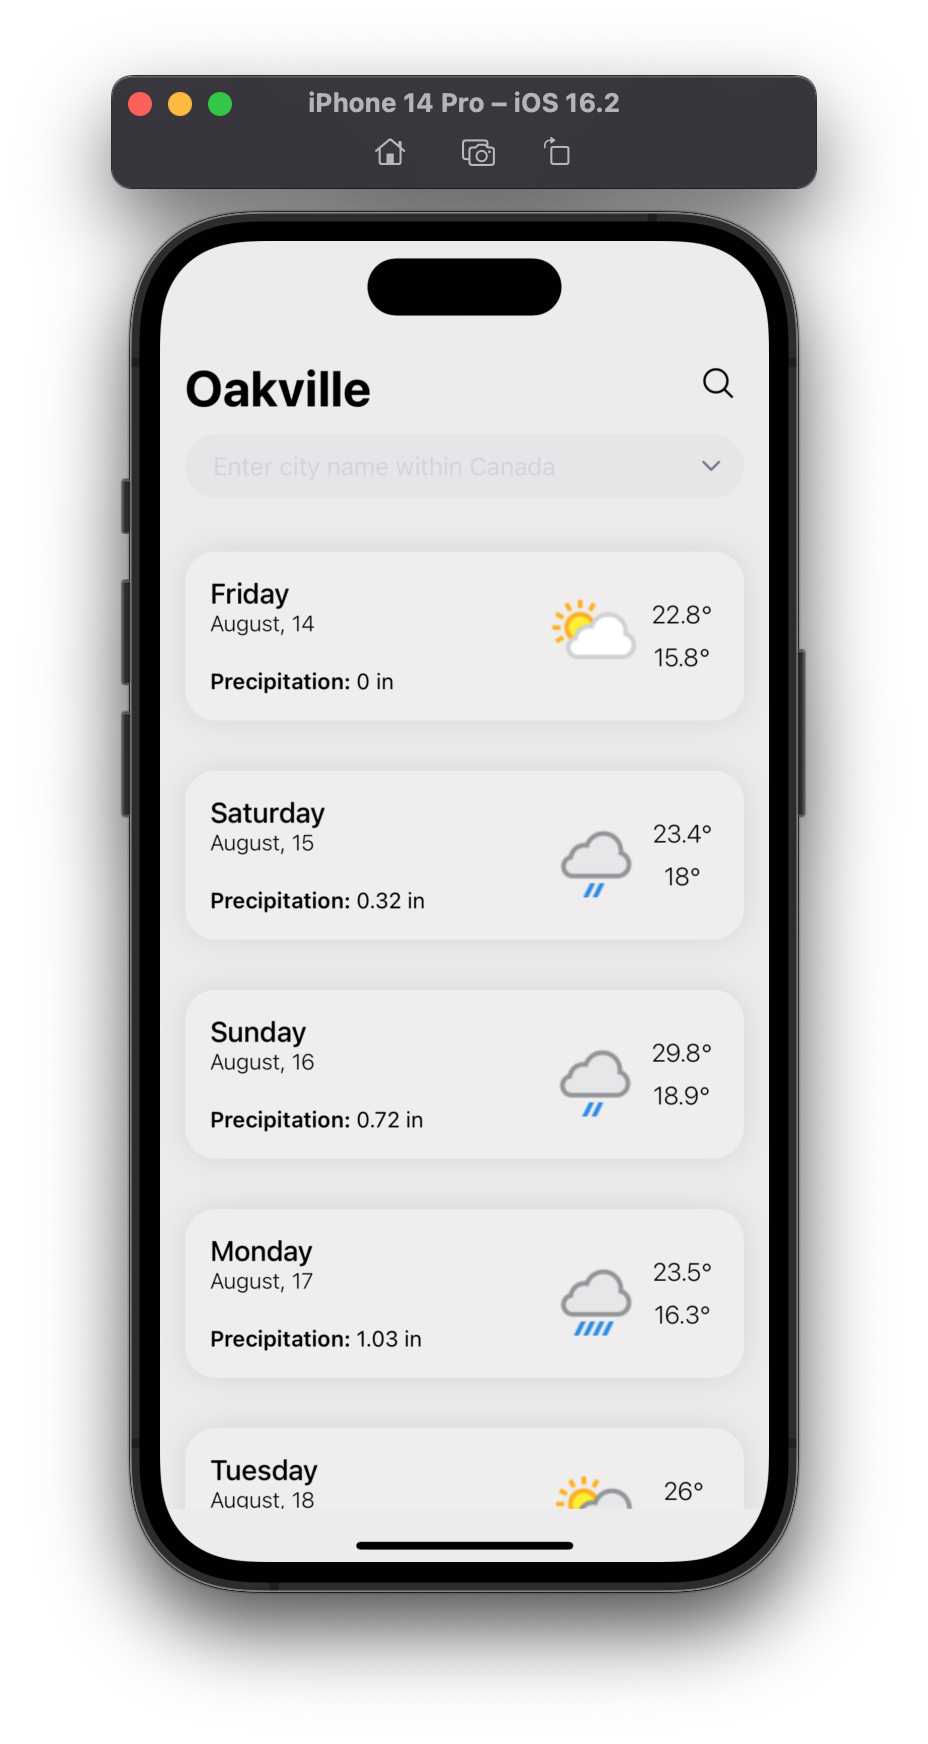 iPhone 14 Pro – iOS 16.2
Oakville
Enter city name within Canada
Friday
August, 14
Precipitation: 0 in
22.8°
15.8°
Saturday
August, 15
Precipitation: 0.32 in
23.4°
18°
Sunday
August, 16
Precipitation: 0.72 in
29.8°
18.9°
Monday
August, 17
Precipitation: 1.03 in
23.5°
16.3°
Tuesday
August, 18
26°